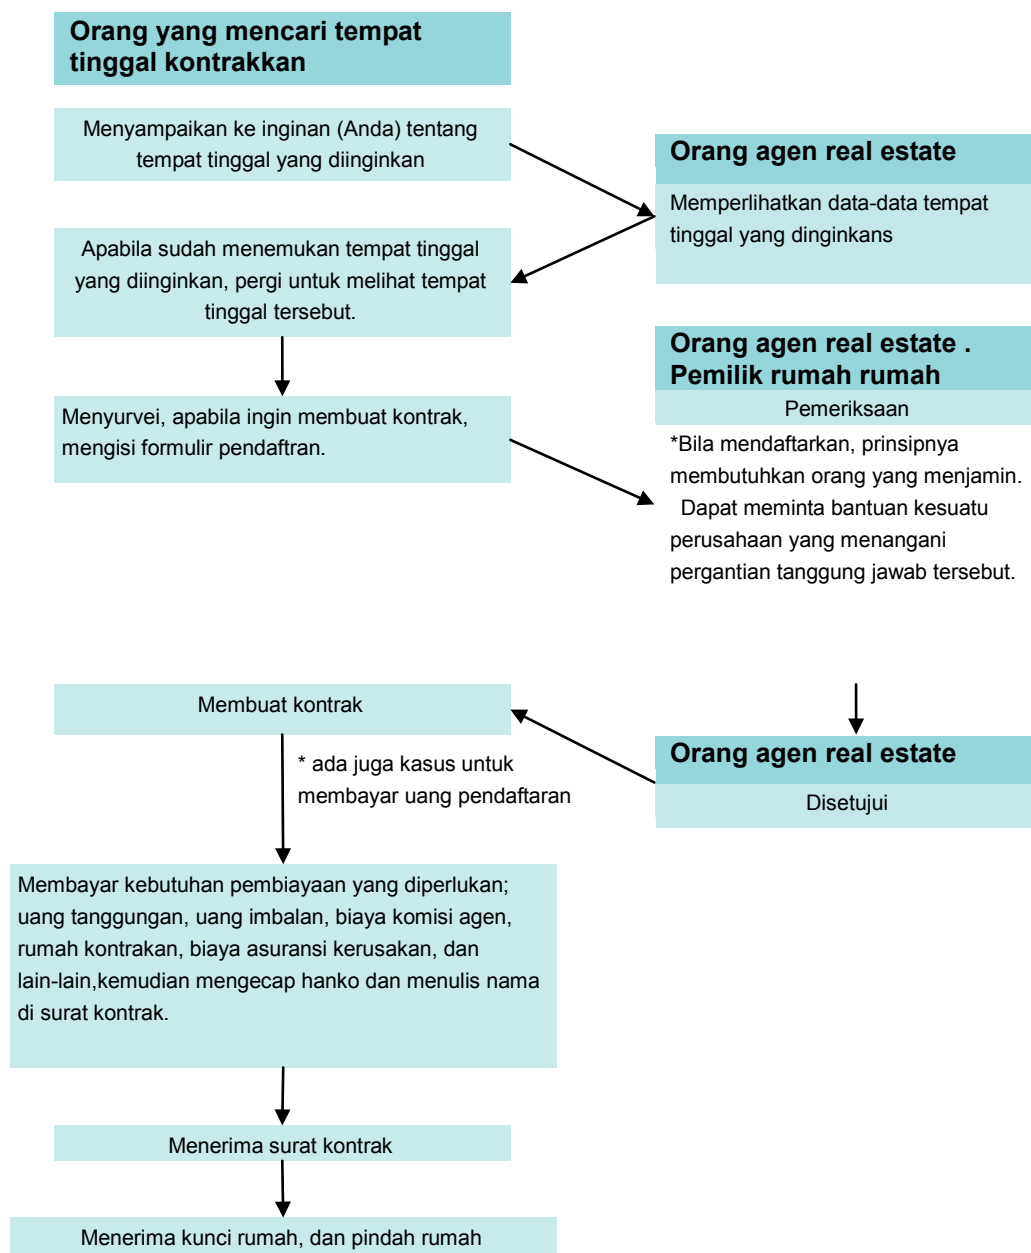 Orang yang mencari tempat
tinggal kontrakkan
Menyampaikan ke inginan (Anda) tentang
tempat tinggal yang diinginkan
Orang agen real estate
Memperlihatkan data-data tempat
tinggal yang dinginkans
Apabila sudah menemukan tempat tinggal
yang diinginkan, pergi untuk melihat tempat
tinggal tersebut.
Orang agen real estate .
Pemilik rumah rumah
Pemeriksaan
Menyurvei, apabila ingin membuat kontrak,
mengisi formulir pendaftran.
*Bila mendaftarkan, prinsipnya
membutuhkan orang yang menjamin.
Dapat meminta bantuan kesuatu
perusahaan yang menangani
pergantian tanggung jawab tersebut.
Membuat kontrak
* ada juga kasus untuk
membayar uang pendaftaran
Orang agen real estate
Disetujui
Membayar kebutuhan pembiayaan yang diperlukan;
uang tanggungan, uang imbalan, biaya komisi agen,
rumah kontrakan, biaya asuransi kerusakan, dan
lain-lain,kemudian mengecap hanko dan menulis nama
di surat kontrak.
Menerima surat kontrak
Menerima kunci rumah, dan pindah rumah